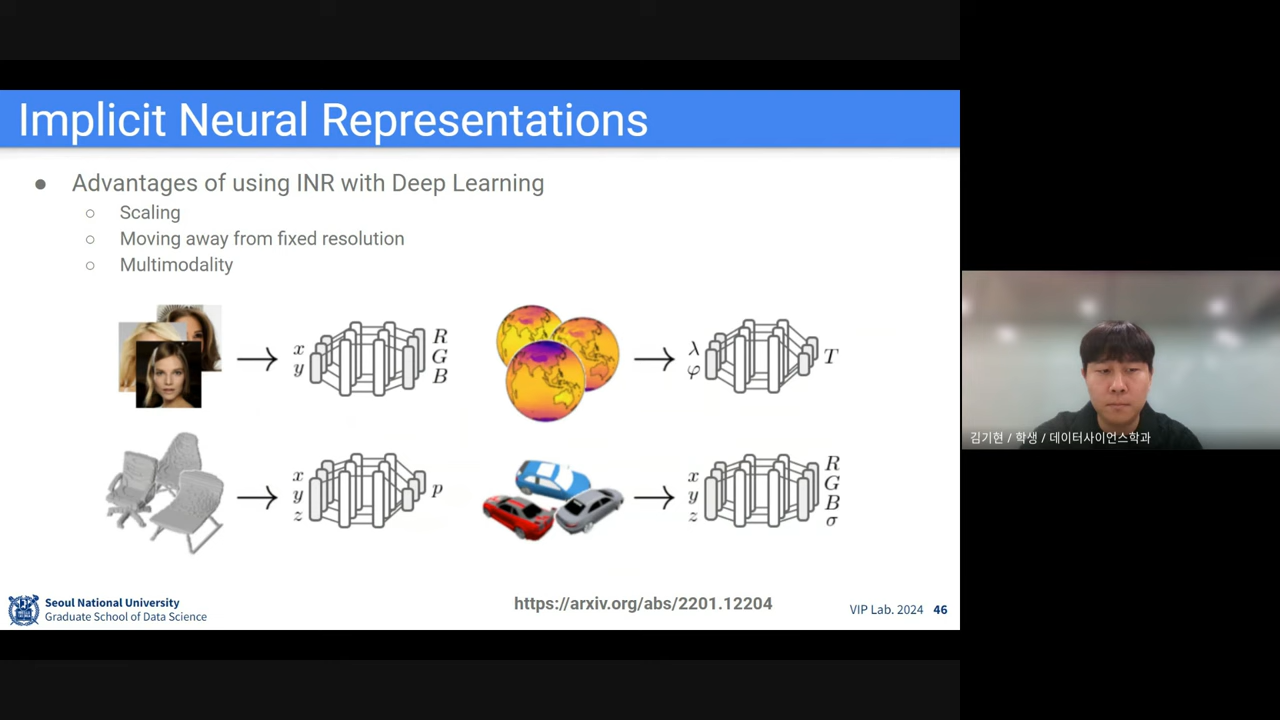 Implicit Neural Representations
● Advantages of using INR with Deep Learning
○ Scaling
○ Moving away from fixed resolution
○ Multimodality
x
y
R
G
B
λ
φ
T
x
y
z
p
x
y
z
R
G
B
σ
Seoul National University
Graduate School of Data Science
https://arxiv.org/abs/2201.12204
VIP Lab. 2024 46
김기현 / 학생 / 데이터사이언스학과